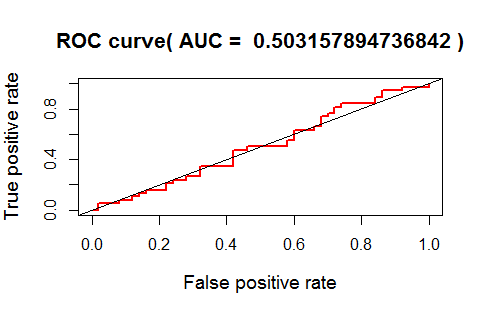 ROC curve( AUC =  0.503157894736842 )
True positive rate
0.8
0.4
0.0
0.0 0.2 0.4 0.6 0.8 1.0
False positive rate